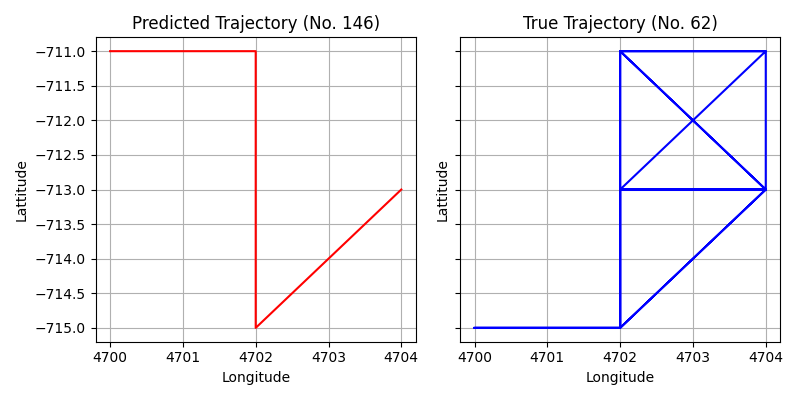 Predicted Trajectory (No. 146)
True Trajectory (No. 62)
−711.0
−711.5
−712.0
−712.5
−713.0
−713.5
−714.0
−714.5
−715.0
Lattitude
Lattitude
4700 4701 4702 4703 4704
4700 4701 4702 4703 4704
Longitude
Longitude